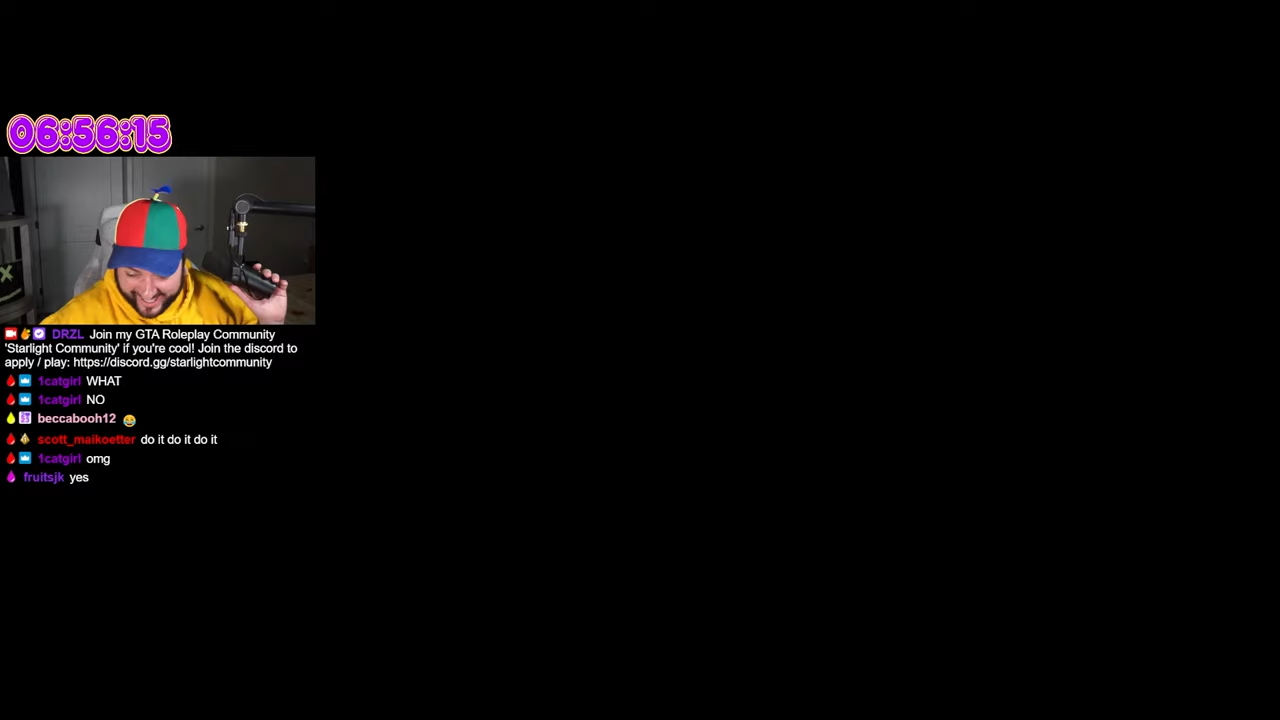 06:56:15
DRZL Join my GTA Roleplay Community
'Starlight Community' if you're cool! Join the discord to
apply / play: https://discord.gg/starlightcommunity
1catgirl WHAT
1catgirl NO
beccabooh12 😂
scott_maikoetter do it do it do it
1catgirl omg
fruitsjk yes